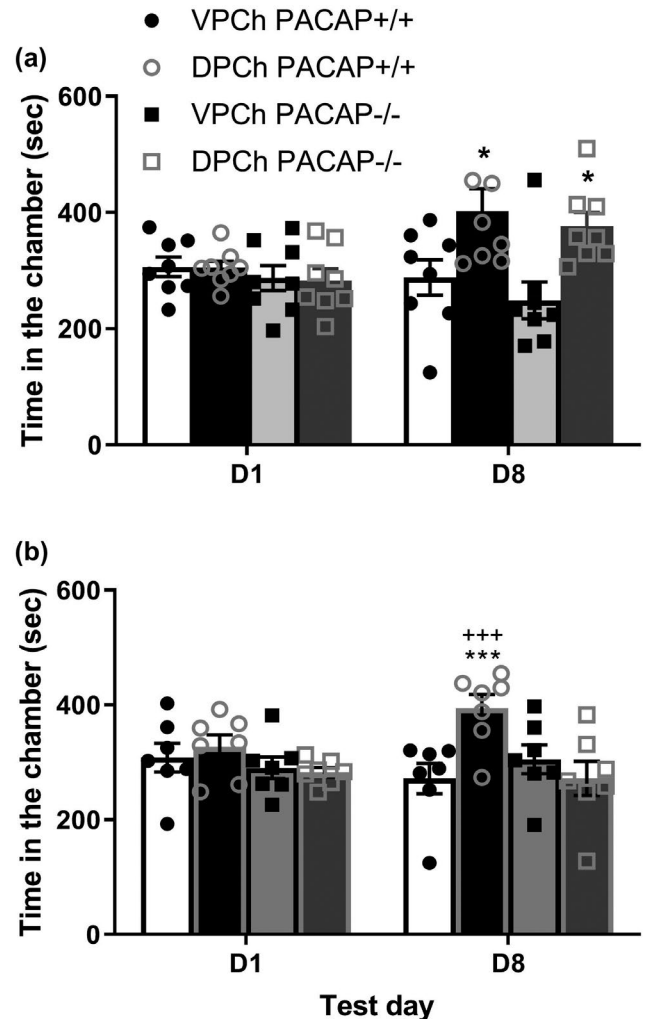 VPCh PACAP+/+
(a)
DPCh PACAP+/+
VPCh PACAP-/-
DPCh PACAP-/-
Time in the chamber (sec)
600
400
200
0
*
*
D1
D8
(b)
Time in the chamber (sec)
600
400
200
0
+++
***
D1
D8
Test day